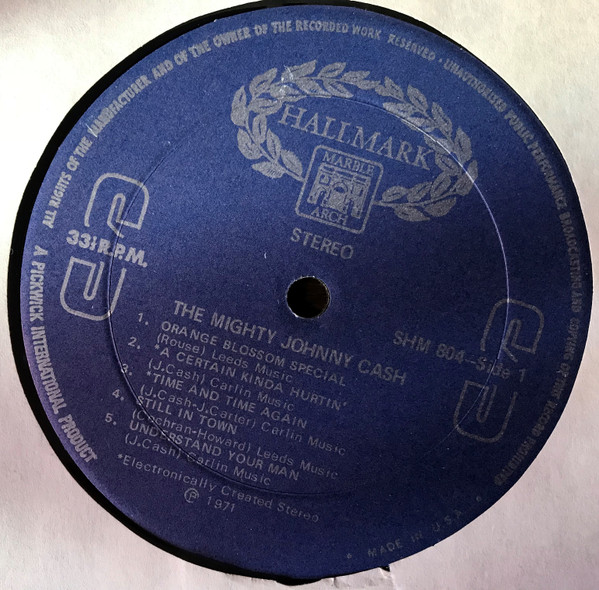 ALL RIGHTS OF THE MANUFACTURER AND OF THE OWNER OF THE RECORDED WORK RESERVED · UNAUTHORISED PUBLIC PERFORMANCE BROADCASTING AND COPYING OF THIS RECORD PROHIBITED
HALLMARK
MARBLE
ARCH
STEREO
33⅓ R.P.M.
THE MIGHTY JOHNNY CASH
SHM 804--Side 1
1. ORANGE BLOSSOM SPECIAL
(Rouse) Leeds Music
2. *A CERTAIN KINDA HURTIN'
(J.Cash) Carlin Music
3. *TIME AND TIME AGAIN
(J.Cash-J.Carter) Carlin Music
4. STILL IN TOWN
(Cochran-Howard) Leeds Music
5. UNDERSTAND YOUR MAN
(J.Cash) Carlin Music
*Electronically Created Stereo
Ⓟ 1971
A PICKWICK INTERNATIONAL PRODUCT
* MADE IN U.S.A. *